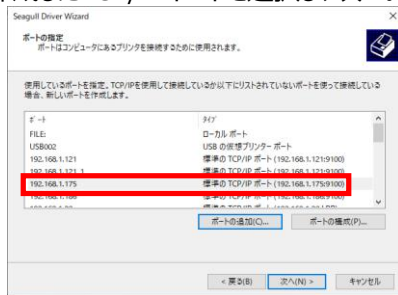 Seagull Driver Wizard
ポートの指定
ポートはコンピュータにあるプリンタを接続するために使用されます。
使用しているポートを指定。TCP/IPを使用して接続しているか以下にリストされていないポートを使って接続している
場合、新しいポートを作成します。
ポート タイプ
FILE: ローカル ポート
USB002 USB の仮想プリンター ポート
192.168.1.121 標準の TCP/IP ポート (192.168.1.121:9100)
192.168.1.121_1 標準の TCP/IP ポート (192.168.1.121:9100)
192.168.1.175 標準の TCP/IP ポート (192.168.1.175:9100)
ポートの追加(C)... ポートの構成(P)...
< 戻る(B) 次へ(N) > キャンセル